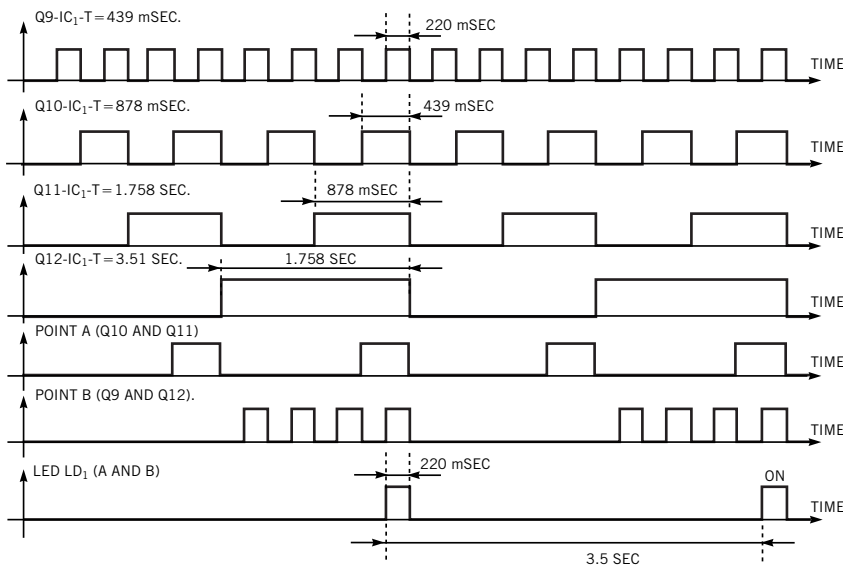 Q9-IC₁-T=439 mSEC.
220 mSEC
TIME
Q10-IC₁-T=878 mSEC.
439 mSEC
TIME
Q11-IC₁-T=1.758 SEC.
878 mSEC
TIME
Q12-IC₁-T=3.51 SEC.
1.758 SEC
TIME
POINT A (Q10 AND Q11)
TIME
POINT B (Q9 AND Q12).
TIME
LED LD₁ (A AND B)
220 mSEC
ON
TIME
3.5 SEC